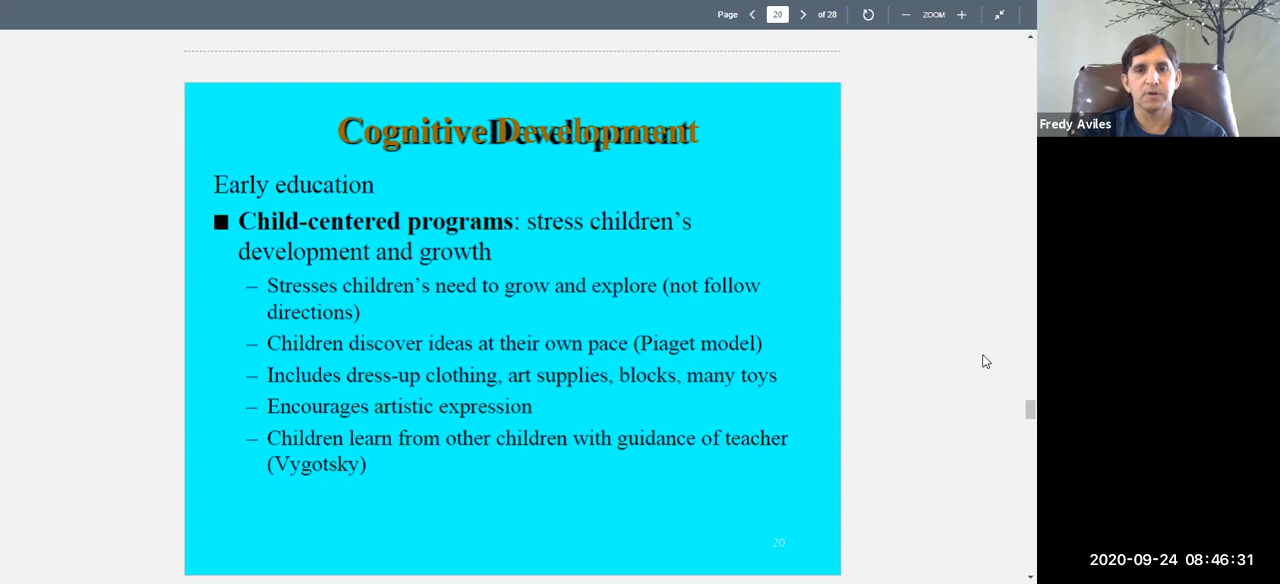 Page 20 of 28 ZOOM
Cognitive Development
Early education
■ Child-centered programs: stress children’s
development and growth
– Stresses children’s need to grow and explore (not follow
directions)
– Children discover ideas at their own pace (Piaget model)
– Includes dress-up clothing, art supplies, blocks, many toys
– Encourages artistic expression
– Children learn from other children with guidance of teacher
(Vygotsky)
20
Fredy Aviles
2020-09-24 08:46:31